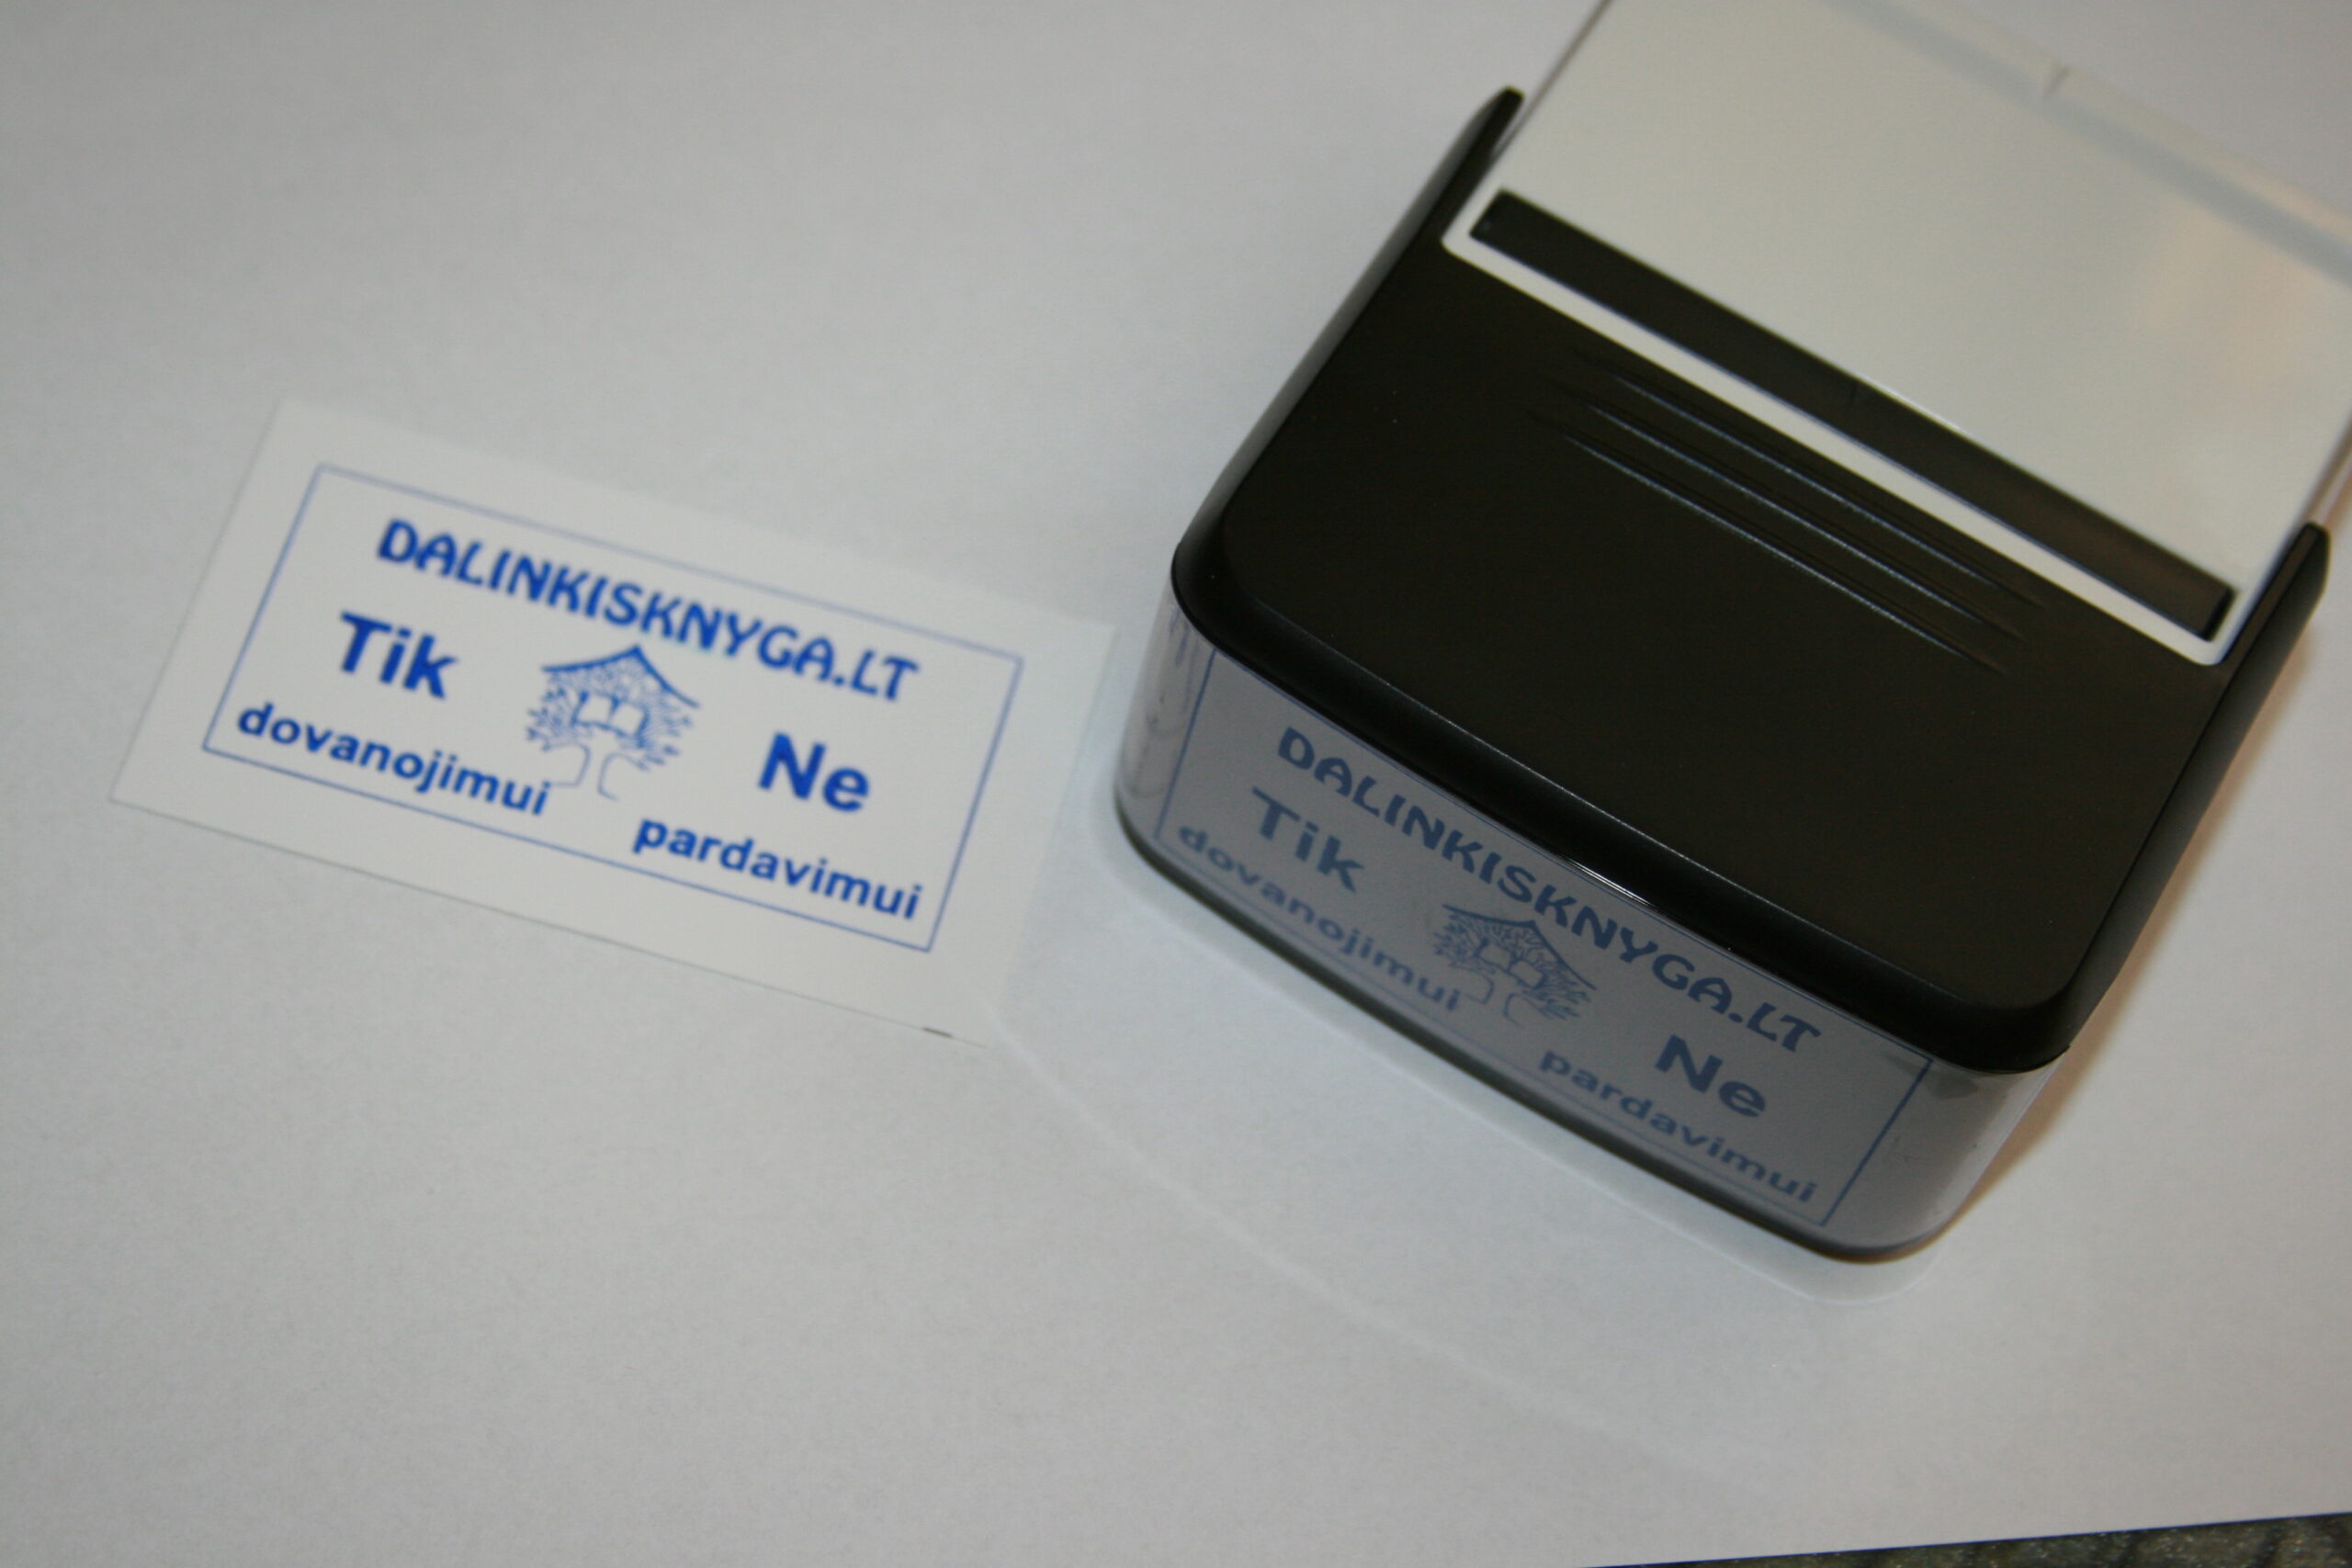 DALINKISKNYGA.LT
Tik
dovanojimui
Ne
pardavimui
DALINKISKNYGA.LT
Tik
dovanojimui
Ne
pardavimui